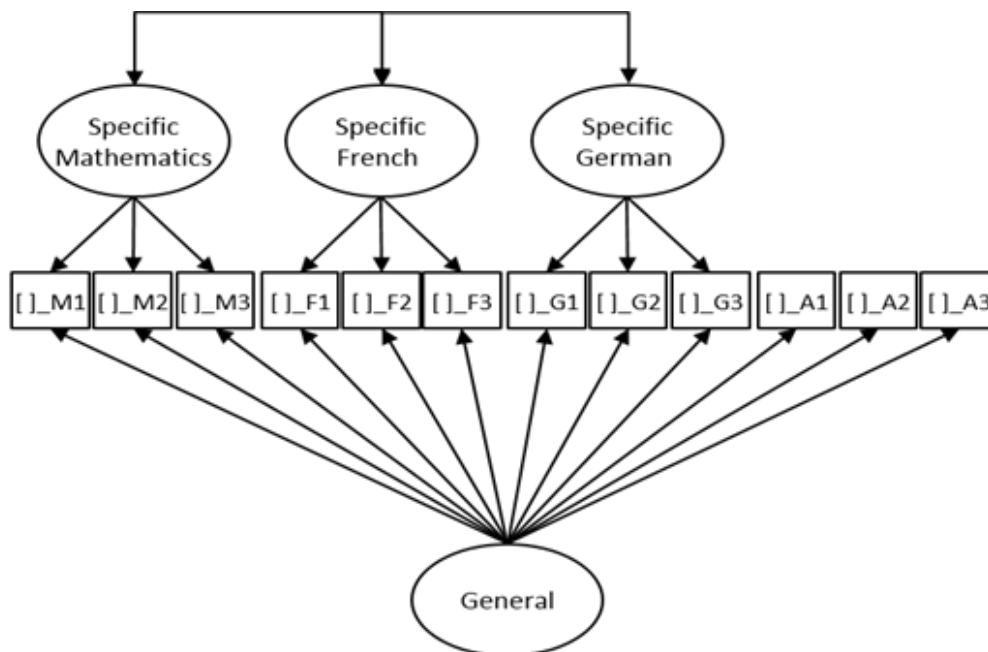 Specific
Mathematics
Specific
French
Specific
German
[ ]_M1 [ ]_M2 [ ]_M3 [ ]_F1 [ ]_F2 [ ]_F3 [ ]_G1 [ ]_G2 [ ]_G3 [ ]_A1 [ ]_A2 [ ]_A3
General